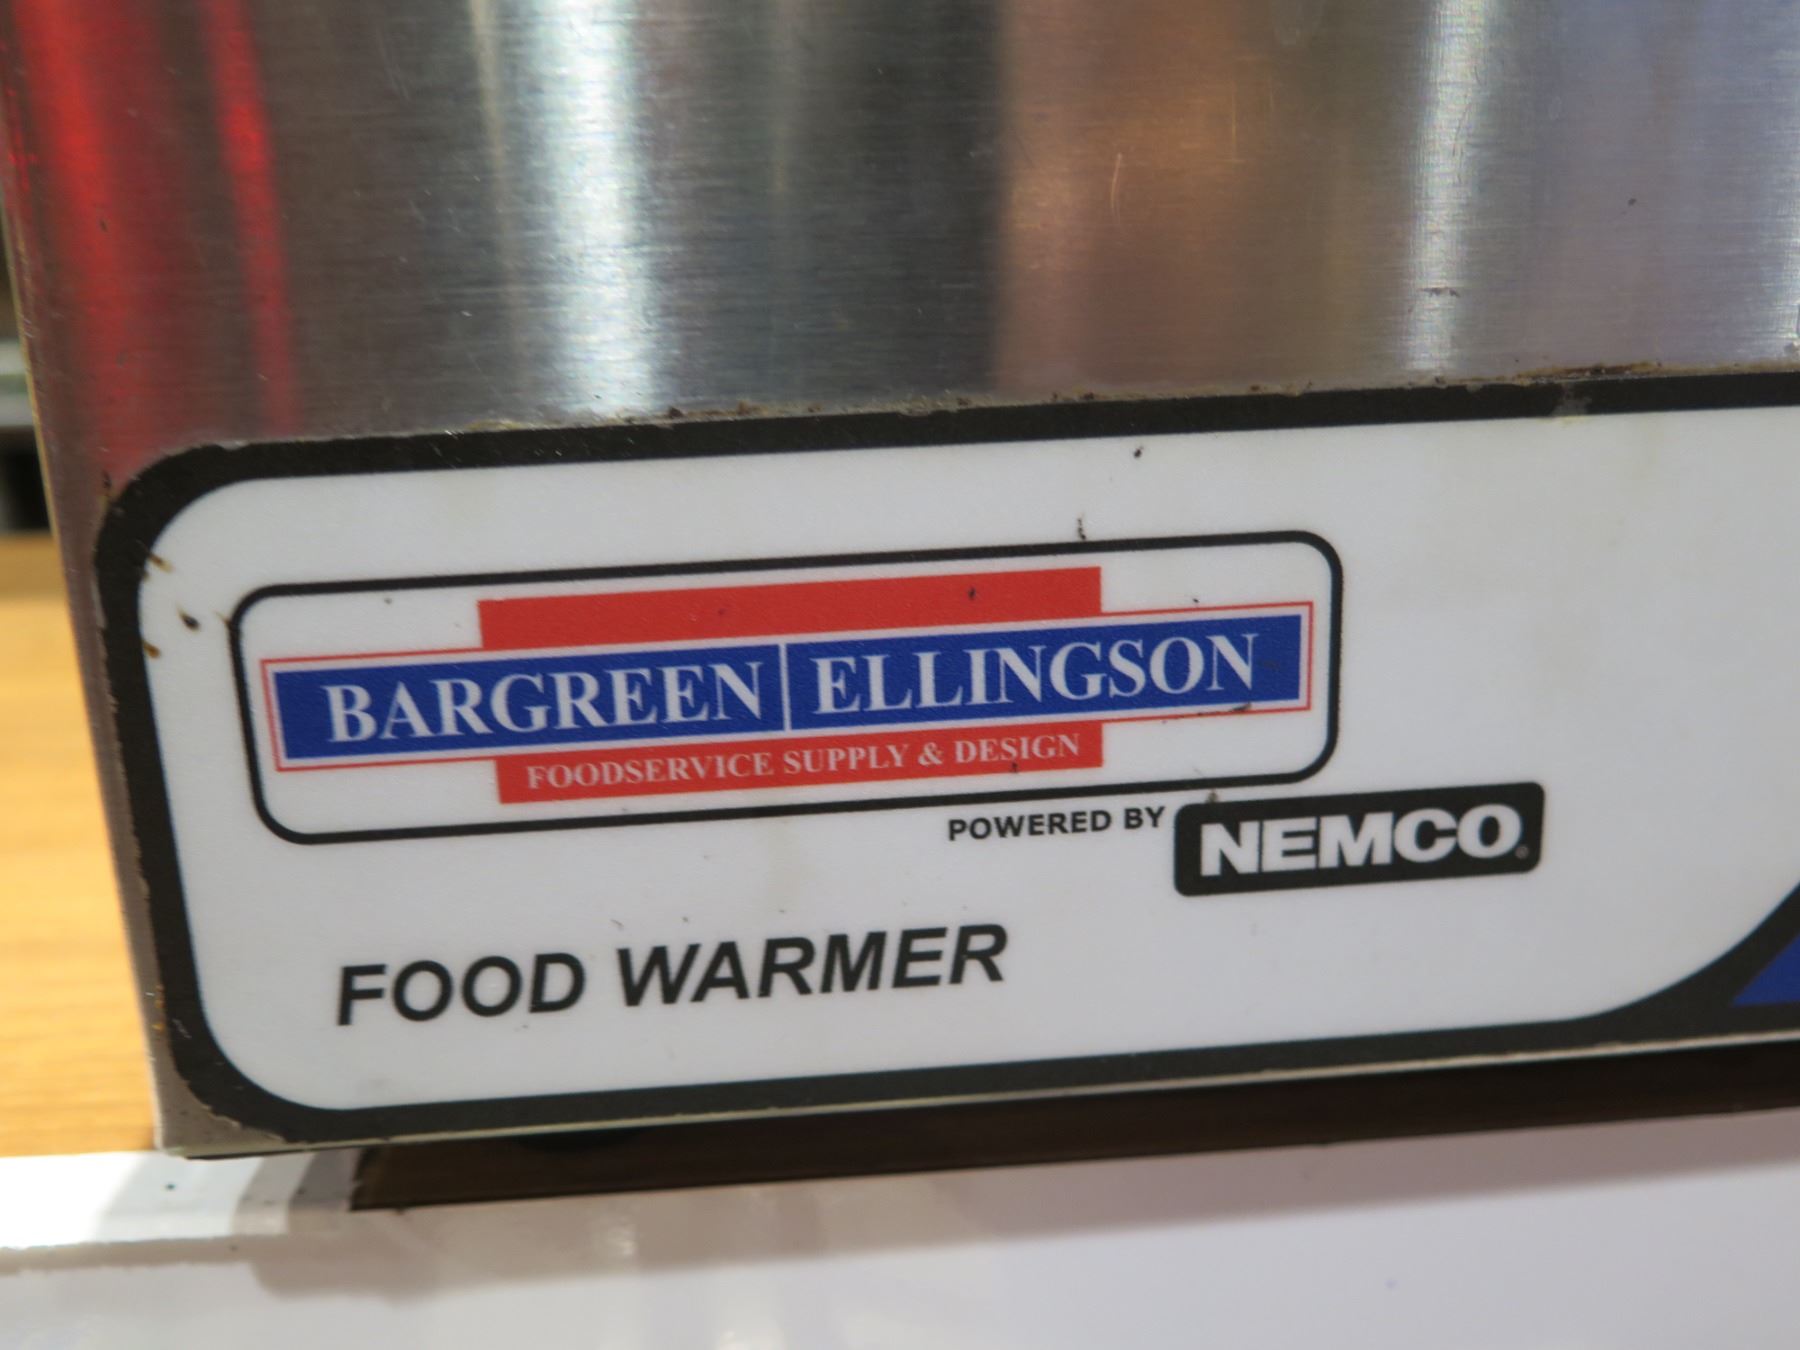 BARGREEN ELLINGSON
FOODSERVICE SUPPLY & DESIGN
POWERED BY NEMCO®
FOOD WARMER